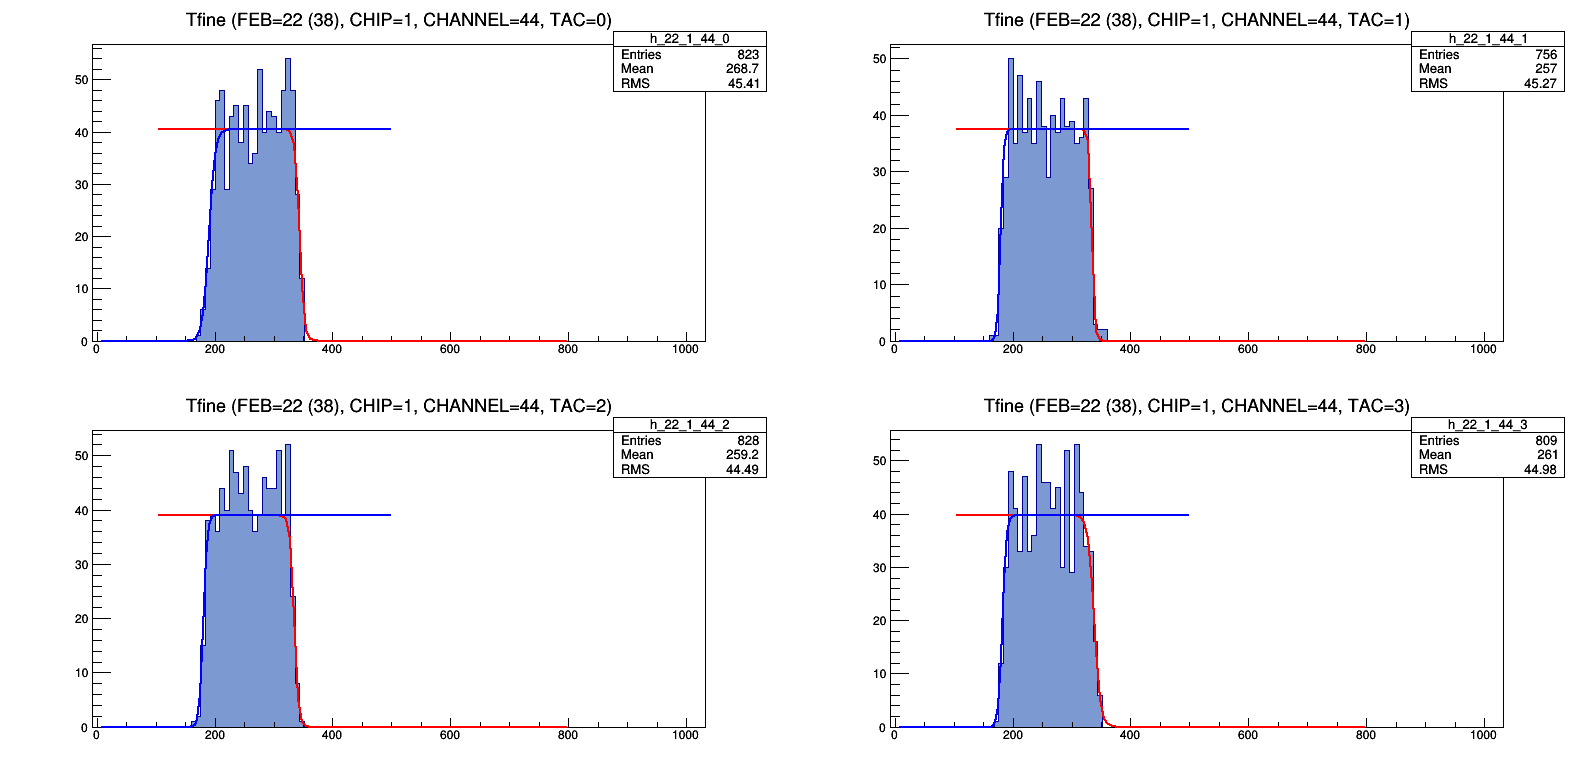 Tfine (FEB=22 (38), CHIP=1, CHANNEL=44, TAC=0)
h_22_1_44_0
Entries 823
Mean 268.7
RMS 45.41
50
40
30
20
10
0
0 200 400 600 800 1000
Tfine (FEB=22 (38), CHIP=1, CHANNEL=44, TAC=1)
h_22_1_44_1
Entries 756
Mean 257
RMS 45.27
50
40
30
20
10
0
0 200 400 600 800 1000
Tfine (FEB=22 (38), CHIP=1, CHANNEL=44, TAC=2)
h_22_1_44_2
Entries 828
Mean 259.2
RMS 44.49
50
40
30
20
10
0
0 200 400 600 800 1000
Tfine (FEB=22 (38), CHIP=1, CHANNEL=44, TAC=3)
h_22_1_44_3
Entries 809
Mean 261
RMS 44.98
50
40
30
20
10
0
0 200 400 600 800 1000